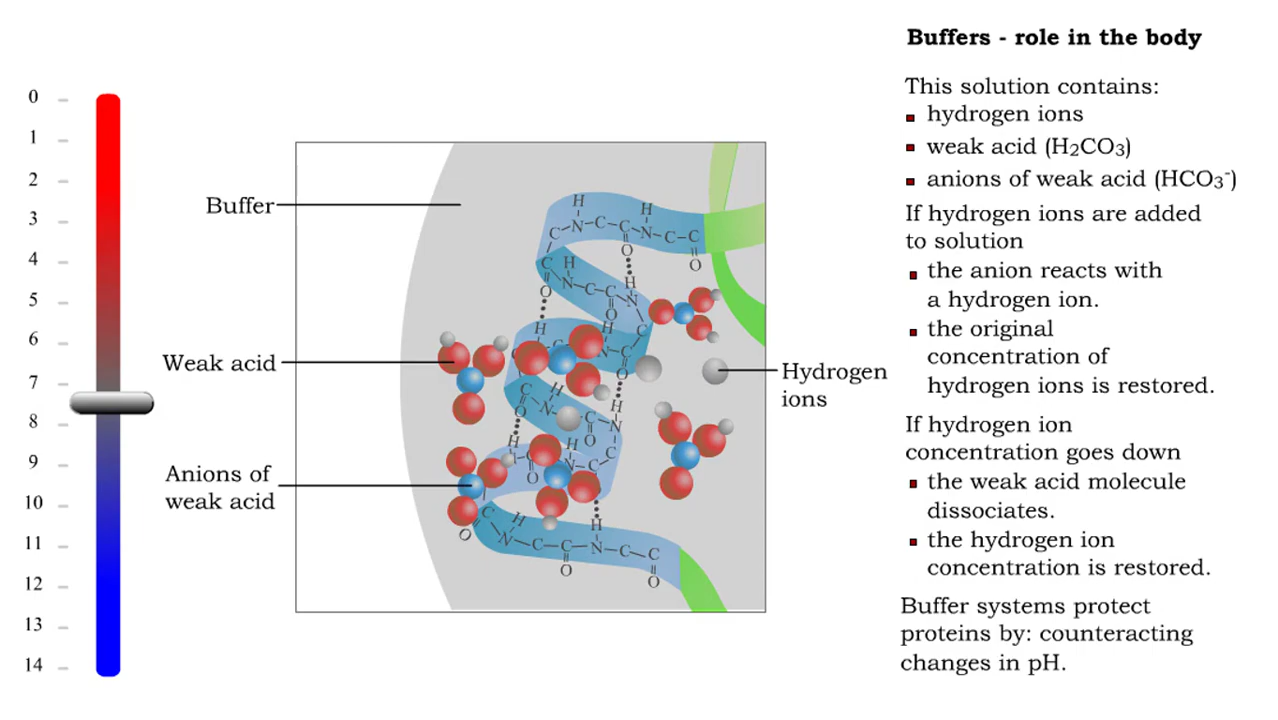 Buffers - role in the body
This solution contains:
hydrogen ions
weak acid (H₂CO₃)
anions of weak acid (HCO₃⁻)
If hydrogen ions are added
to solution
the anion reacts with
a hydrogen ion.
the original
concentration of
hydrogen ions is restored.
If hydrogen ion
concentration goes down
the weak acid molecule
dissociates.
the hydrogen ion
concentration is restored.
Buffer systems protect
proteins by: counteracting
changes in pH.
0
1
2
3
4
5
6
7
8
9
10
11
12
13
14
Buffer
Weak acid
Anions of
weak acid
Hydrogen
ions